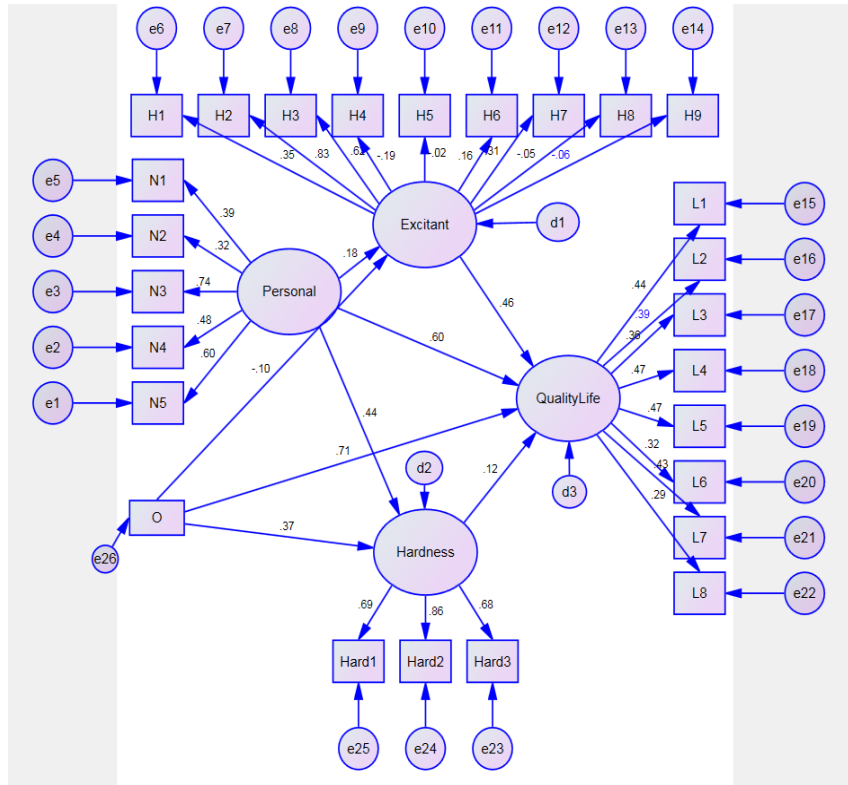 e6 e7 e8 e9 e10 e11 e12 e13 e14
H1 H2 H3 H4 H5 H6 H7 H8 H9
.35 .83 .62 -.19 -.02 .16 .31 -.05 -.06
e5 N1
e4 N2
e3 N3
e2 N4
e1 N5
.39
.32
.74
.48
.60
Personal
Excitant
d1
.18
-.10
.46
.60
.44
.71
.37
.12
O
e26
d2
Hardness
d3
QualityLife
.44
.39
.36
.47
.47
.32
.43
.29
L1 e15
L2 e16
L3 e17
L4 e18
L5 e19
L6 e20
L7 e21
L8 e22
.69 .86 .68
Hard1 Hard2 Hard3
e25 e24 e23